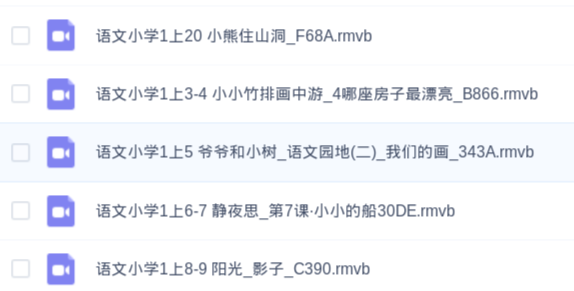 语文小学1上20 小熊住山洞_F68A.rmvb
语文小学1上3-4 小小竹排画中游_4哪座房子最漂亮_B866.rmvb
语文小学1上5 爷爷和小树_语文园地(二)_我们的画_343A.rmvb
语文小学1上6-7 静夜思_第7课·小小的船30DE.rmvb
语文小学1上8-9 阳光_影子_C390.rmvb